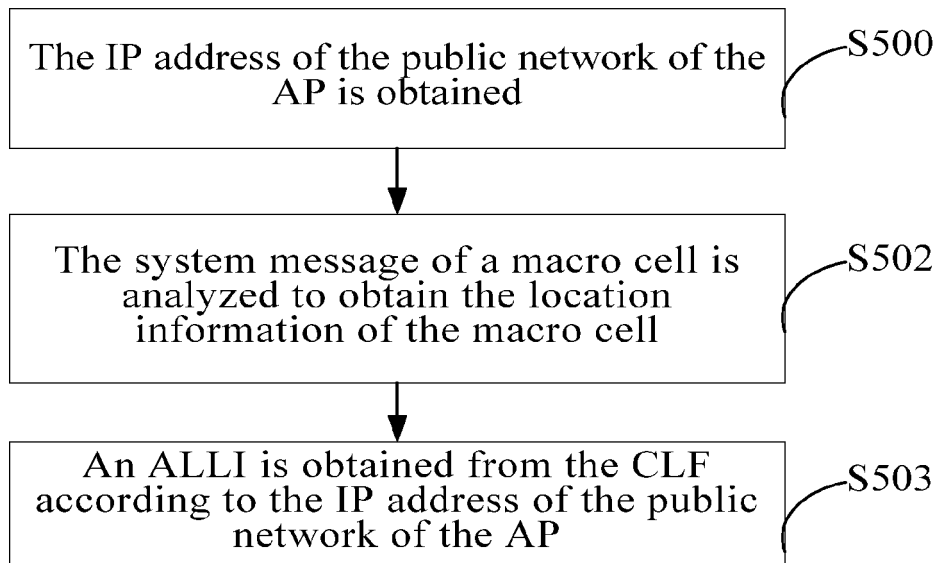 The IP address of the public network of the
AP is obtained
S500
The system message of a macro cell is
analyzed to obtain the location
information of the macro cell
S502
An ALLI is obtained from the CLF
according to the IP address of the public
network of the AP
S503